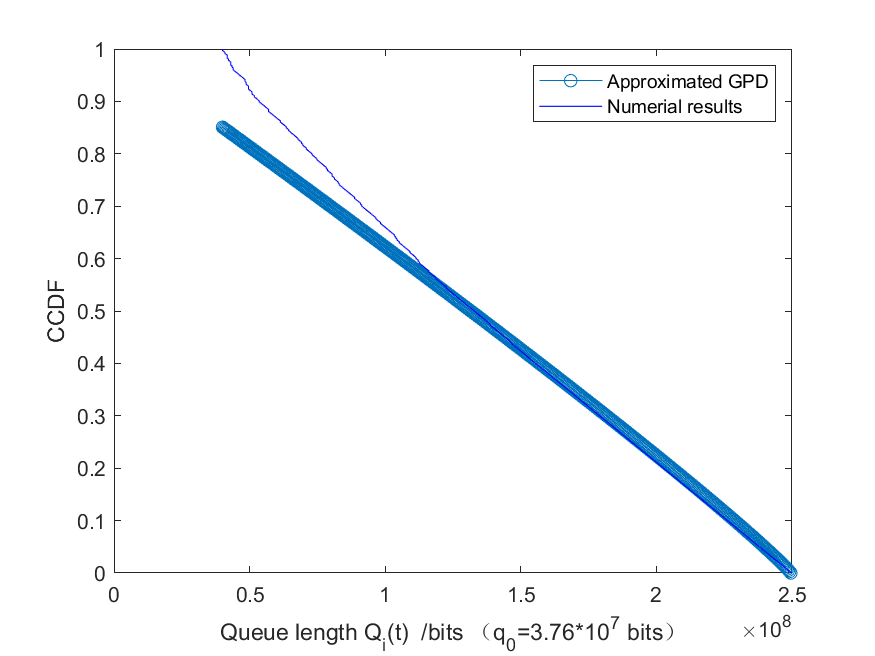 Approximated GPD
Numerial results
1
0.9
0.8
0.7
0.6
0.5
0.4
0.3
0.2
0.1
0
CCDF
0 0.5 1 1.5 2 2.5
×10^8
Queue length Q_i(t) /bits （q_0=3.76*10^7 bits）